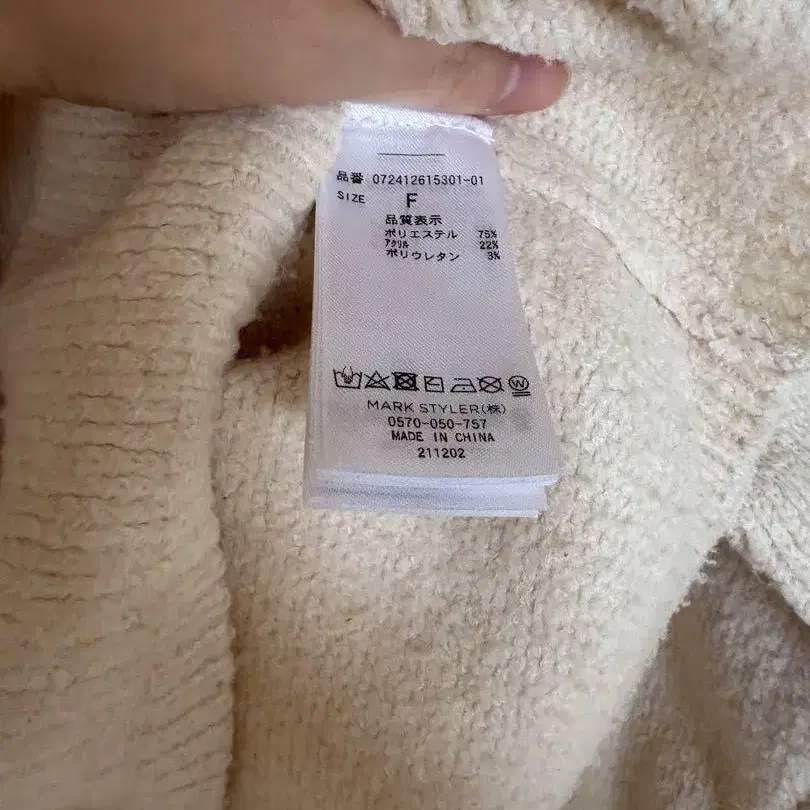 品番 072412615301-01
SIZE F
品質表示
ポリエステル 75%
アクリル 22%
ポリウレタン 3%
W
MARK STYLER(株)
0570-050-757
MADE IN CHINA
211202